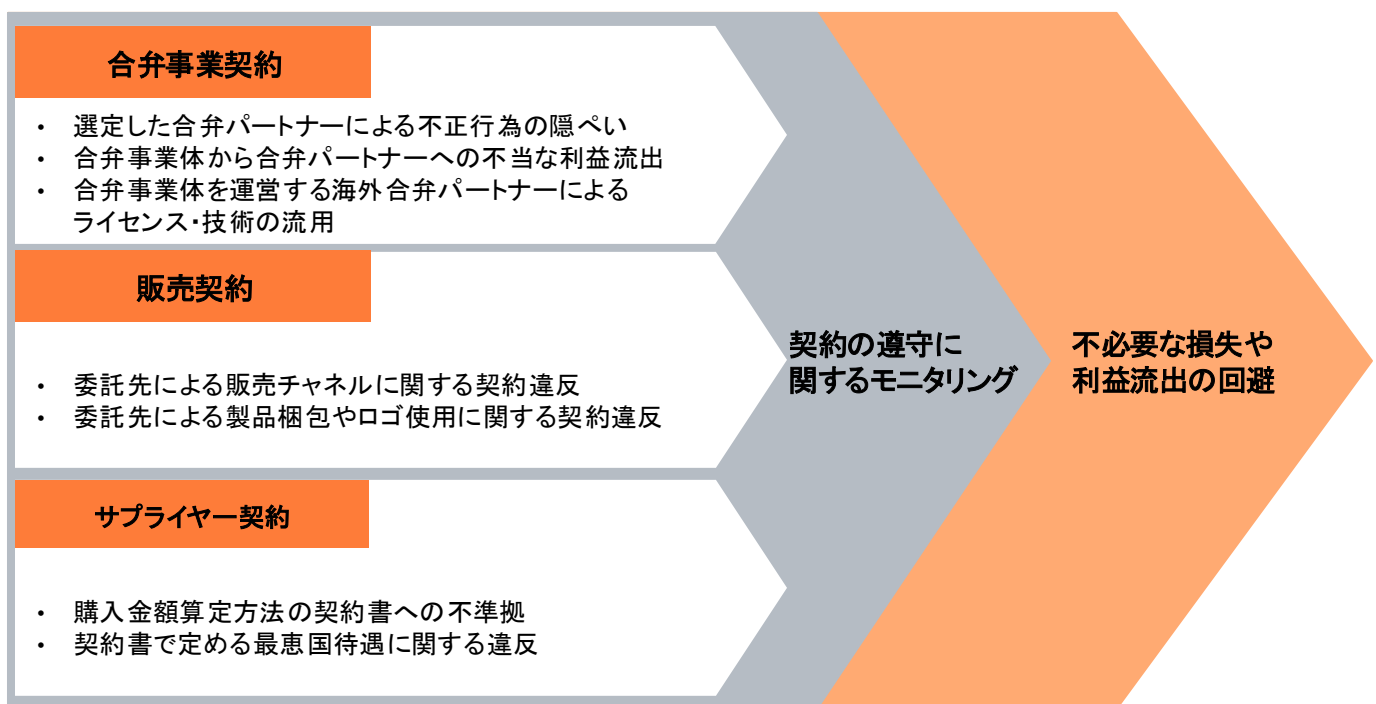 合弁事業契約
・ 選定した合弁パートナーによる不正行為の隠ぺい
・ 合弁事業体から合弁パートナーへの不当な利益流出
・ 合弁事業体を運営する海外合弁パートナーによる
ライセンス・技術の流用
販売契約
・ 委託先による販売チャネルに関する契約違反
・ 委託先による製品梱包やロゴ使用に関する契約違反
サプライヤー契約
・ 購入金額算定方法の契約書への不準拠
・ 契約書で定める最恵国待遇に関する違反
契約の遵守に
関するモニタリング
不必要な損失や
利益流出の回避